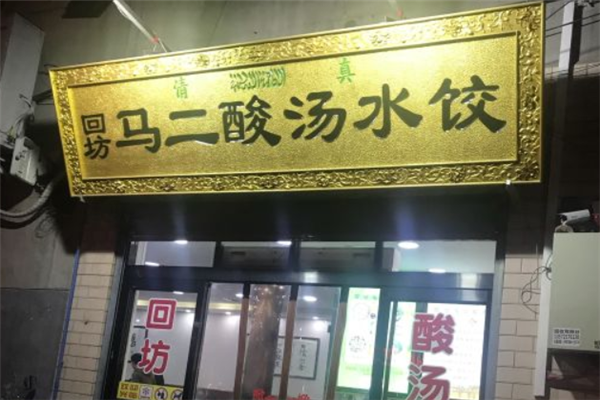 清 真
回坊 马二酸汤水饺
回坊
酸汤